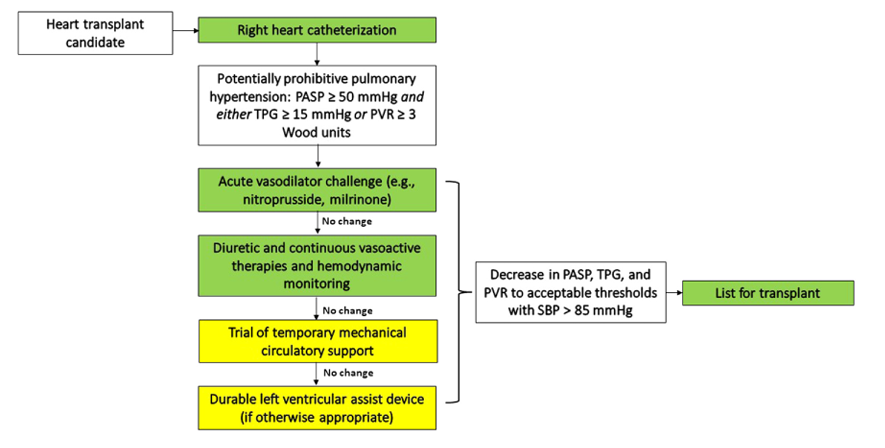 Heart transplant
candidate
Right heart catheterization
Potentially prohibitive pulmonary
hypertension: PASP ≥ 50 mmHg and
either TPG ≥ 15 mmHg or PVR ≥ 3
Wood units
Acute vasodilator challenge (e.g.,
nitroprusside, milrinone)
No change
Diuretic and continuous vasoactive
therapies and hemodynamic
monitoring
No change
Trial of temporary mechanical
circulatory support
No change
Durable left ventricular assist device
(if otherwise appropriate)
Decrease in PASP, TPG, and
PVR to acceptable thresholds
with SBP > 85 mmHg
List for transplant